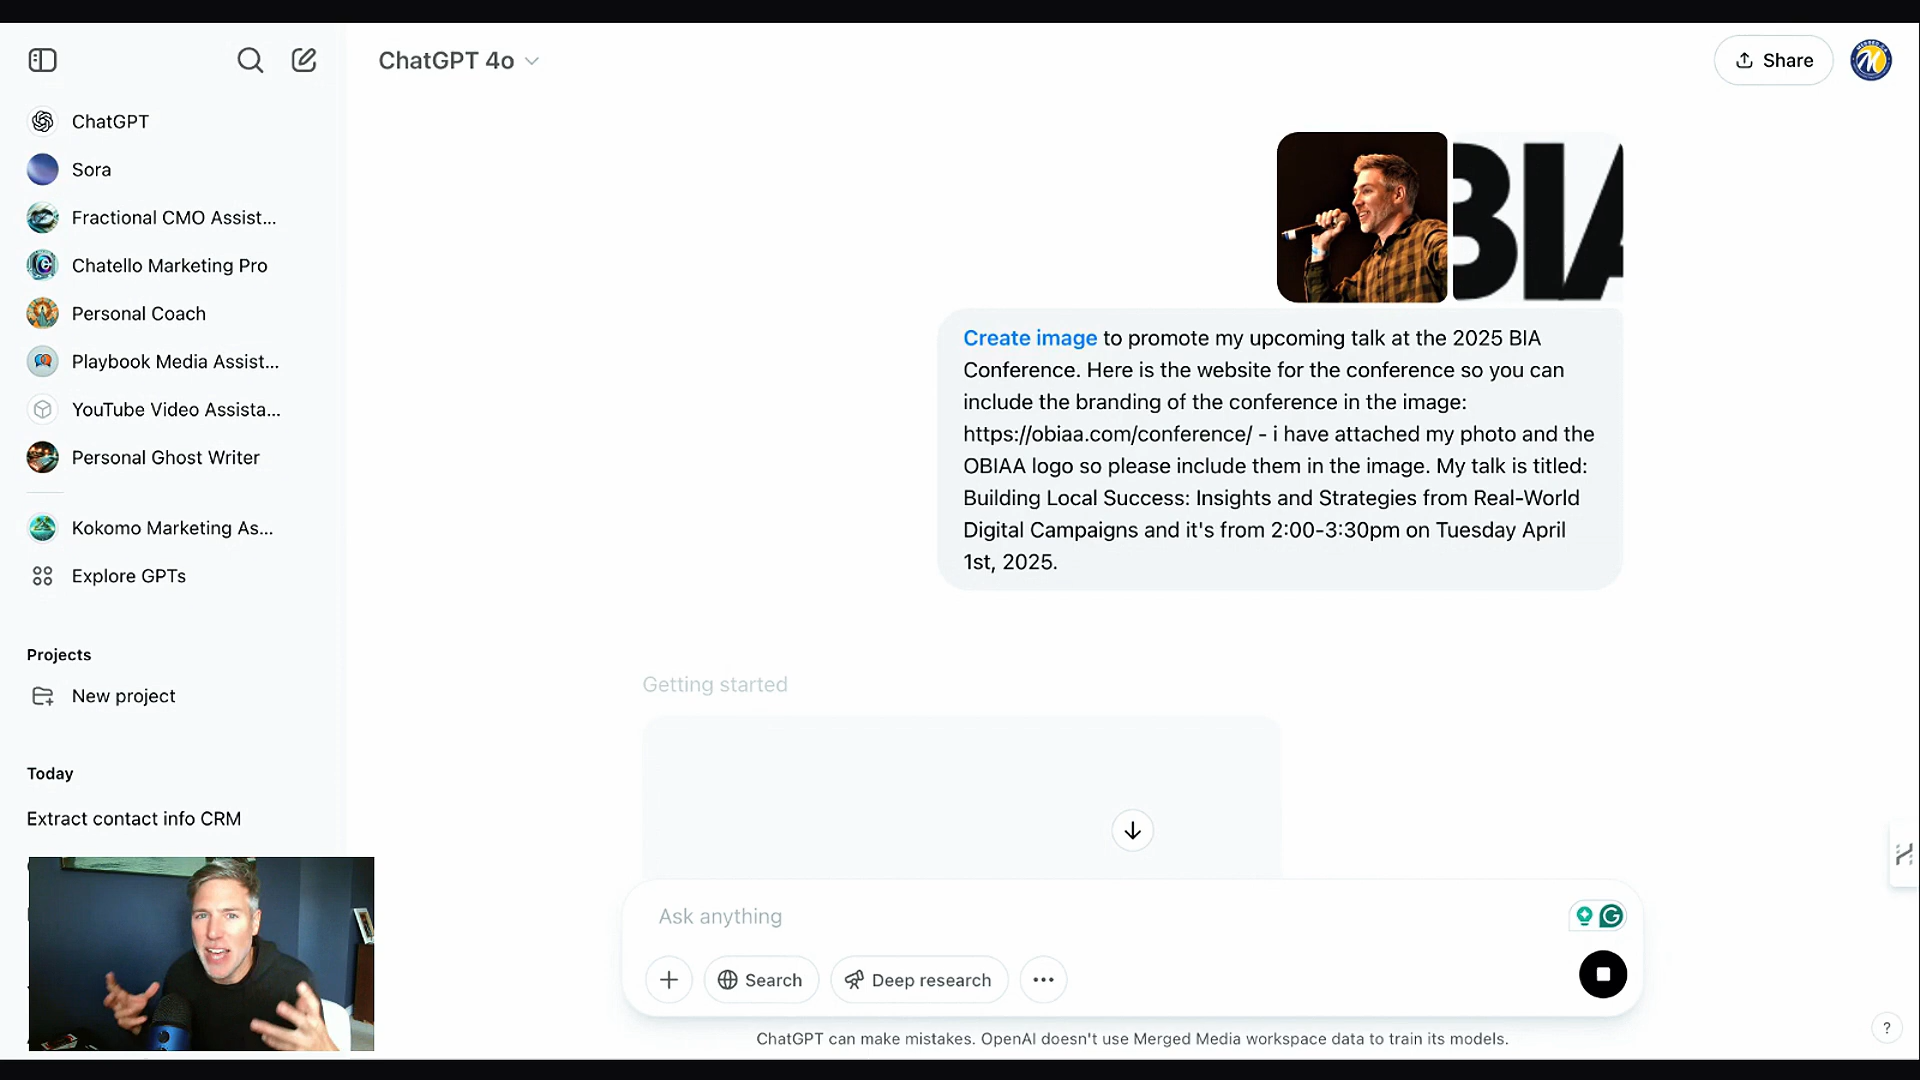 ChatGPT 4o
Share
ChatGPT
Sora
Fractional CMO Assist...
Chatello Marketing Pro
Personal Coach
Playbook Media Assist...
YouTube Video Assista...
Personal Ghost Writer
Kokomo Marketing As...
Explore GPTs
Projects
New project
Today
Extract contact info CRM
BIA
Create image to promote my upcoming talk at the 2025 BIA
Conference. Here is the website for the conference so you can
include the branding of the conference in the image:
https://obiaa.com/conference/ - i have attached my photo and the
OBIAA logo so please include them in the image. My talk is titled:
Building Local Success: Insights and Strategies from Real-World
Digital Campaigns and it's from 2:00-3:30pm on Tuesday April
1st, 2025.
Getting started
Ask anything
Search
Deep research
ChatGPT can make mistakes. OpenAI doesn't use Merged Media workspace data to train its models.
?